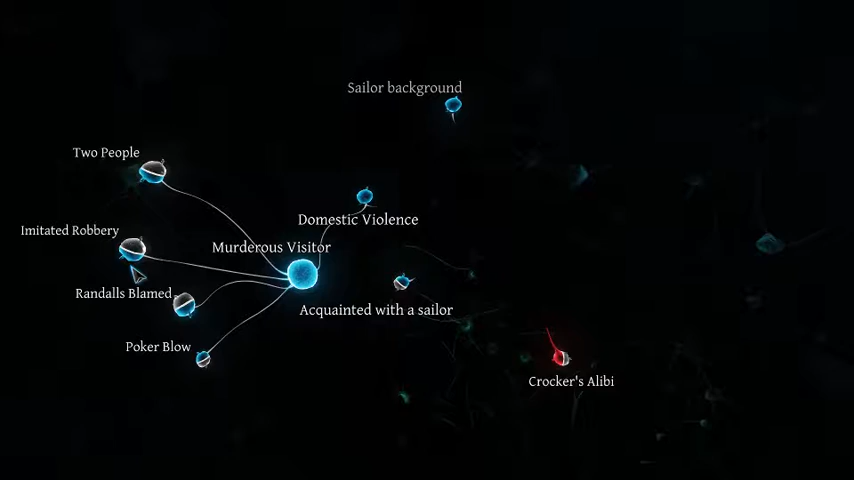 Sailor background
Two People
Domestic Violence
Imitated Robbery
Murderous Visitor
Randalls Blamed
Acquainted with a sailor
Poker Blow
Crocker's Alibi